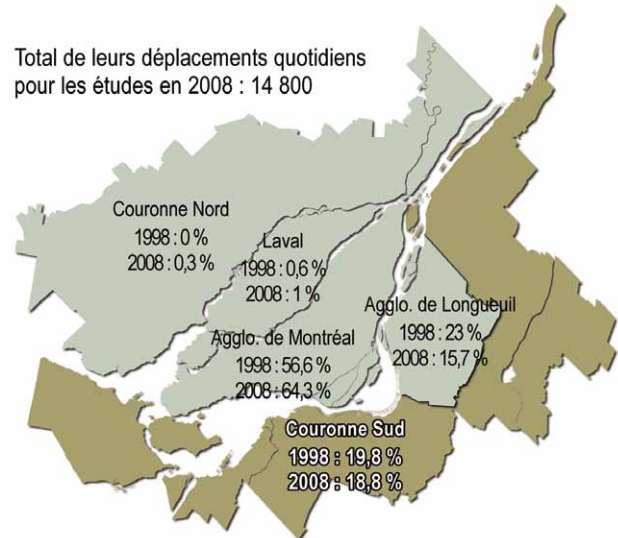 Total de leurs déplacements quotidiens
pour les études en 2008 : 14 800
Couronne Nord
1998 : 0 %
2008 : 0,3 %
Laval
1998 : 0,6 %
2008 : 1 %
Agglo. de Longueuil
1998 : 23 %
2008 : 15,7 %
Agglo. de Montréal
1998 : 56,6 %
2008 : 64,3 %
Couronne Sud
1998 : 19,8 %
2008 : 18,8 %